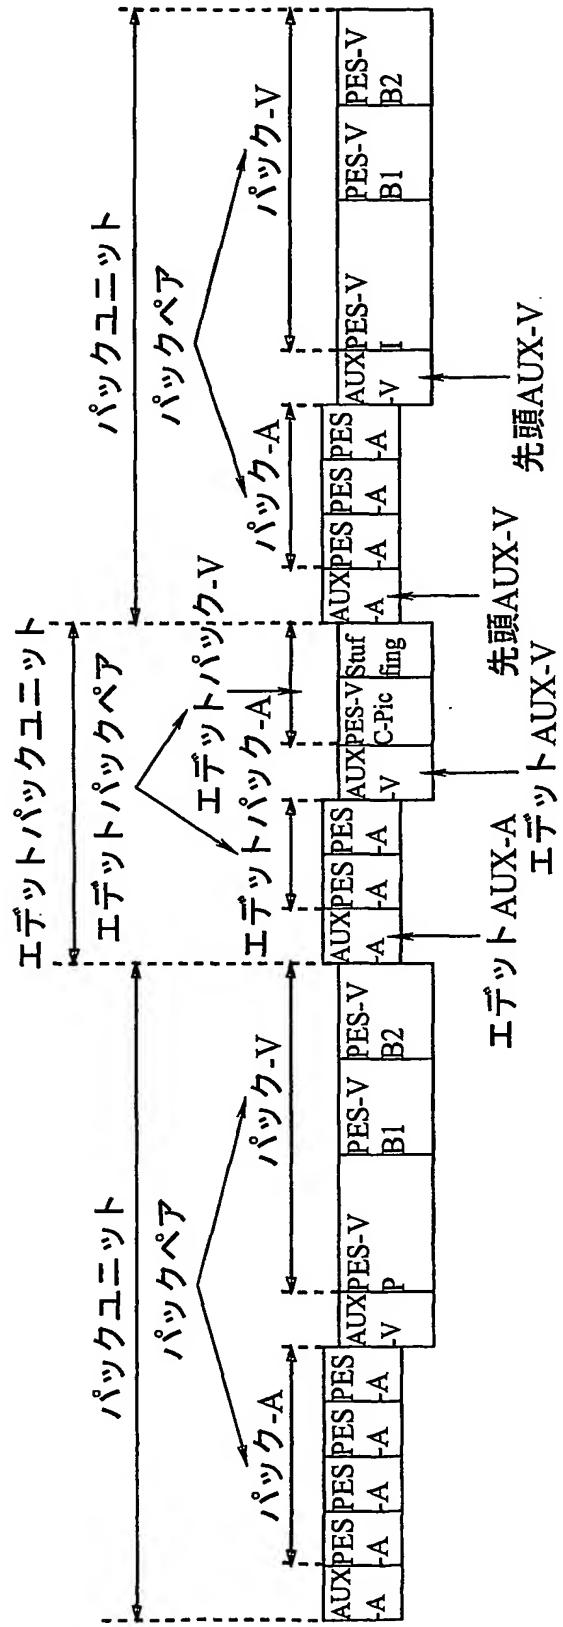 エデットパックユニット
パックユニット
エデットパックペア
パックユニット
パックペア
パックペア
エデットパック-V
パック-A
パック-V
エデットパック-A
パック-A
パック-V
AUX
-A
PES
-A
PES
-A
PES
-A
PES
-A
AUX
-V
PES-V
P
PES-V
B1
PES-V
B2
AUX
-A
PES
-A
PES
-A
AUX
-V
PES-V
C-Pic
Stuf
fing
AUX
-A
PES
-A
PES
-A
PES
-A
AUX
-V
PES-V
I
PES-V
B1
PES-V
B2
エデットAUX-A
エデットAUX-V
先頭AUX-V
先頭AUX-V